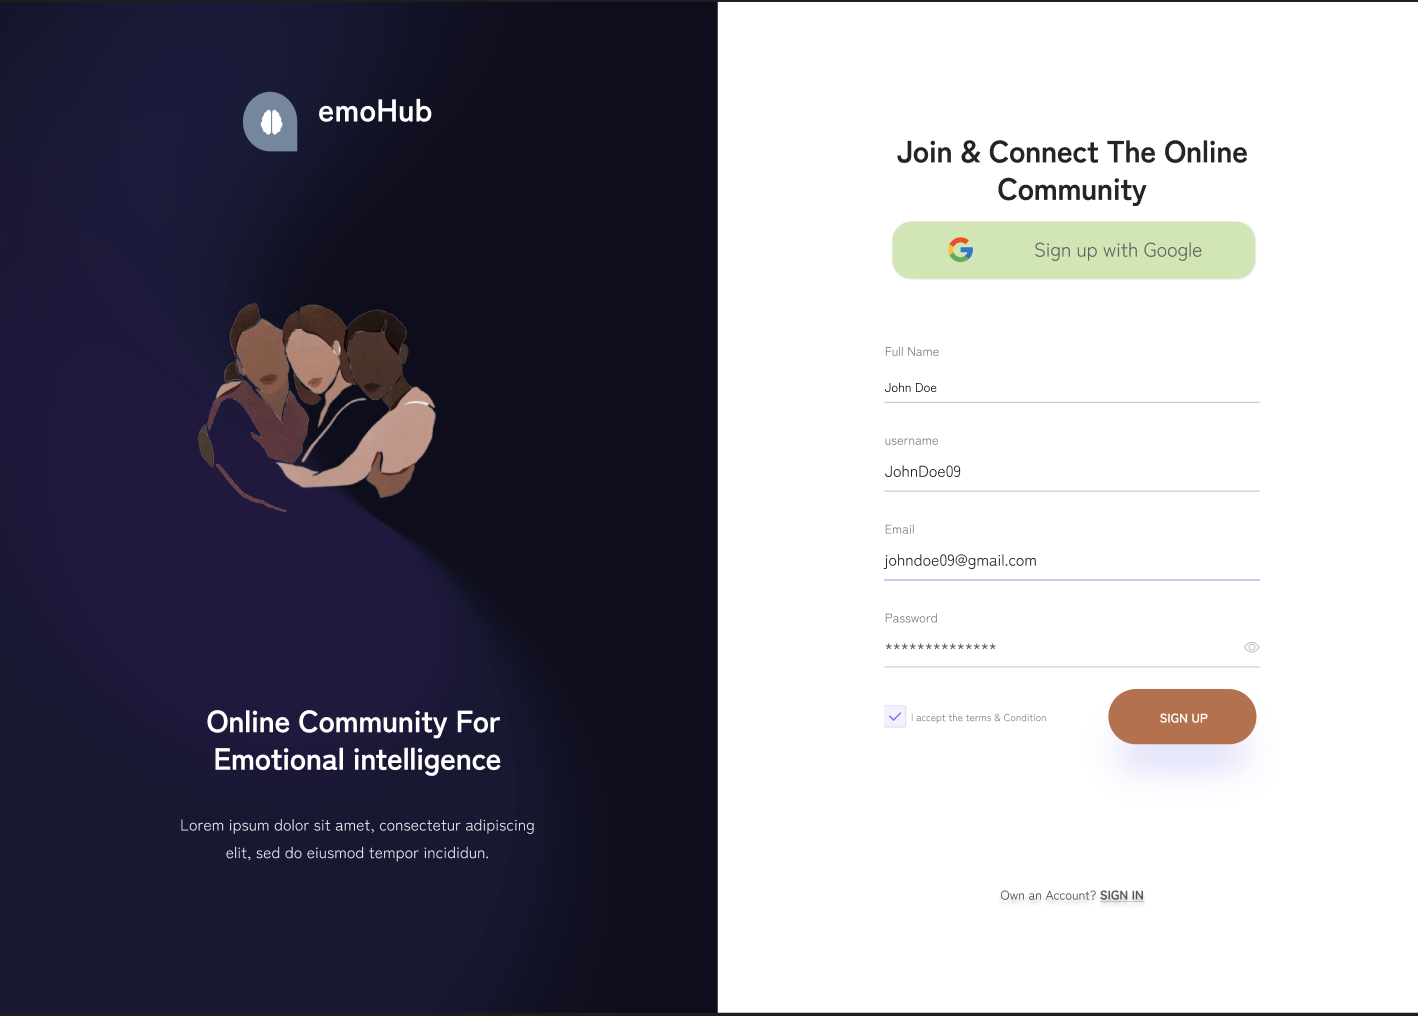 emoHub
Online Community For
Emotional intelligence
Lorem ipsum dolor sit amet, consectetur adipiscing
elit, sed do eiusmod tempor incididun.
Join & Connect The Online
Community
Sign up with Google
Full Name
John Doe
username
JohnDoe09
Email
johndoe09@gmail.com
Password
**************
I accept the terms & Condition
SIGN UP
Own an Account? SIGN IN